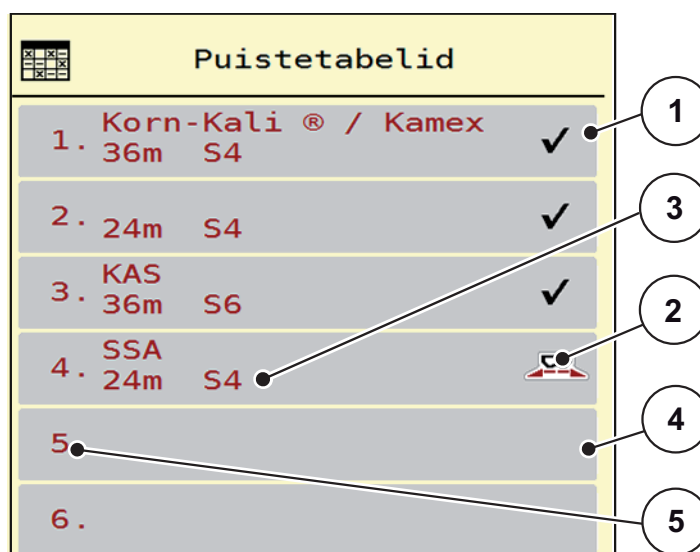 Puistetabelid
1. Korn-Kali ® / Kamex
36m S4
2. 24m S4
3. KAS
36m S6
4. SSA
24m S4
5
6.
1
3
2
4
5